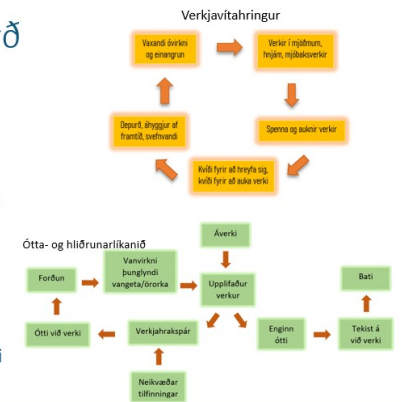 ð
Verkjavítahringur
Vaxandi óvirkni
og einangrun
Verkir í mjöðmum,
hnjám, mjóbaksverkir
Spenna og auknir verkir
Kvíði fyrir að hreyfa sig,
kvíði fyrir að auka verki
Depurð, áhyggjur af
framtíð, svefnvandi
Ótta- og hliðrunarlíkanið
Áverki
Upplifaður
verkur
Verkjahrakspár
Neikvæðar
tilfinningar
Ótti við verki
Forðun
Vanvirkni
þunglyndi
vangeta/örorka
Enginn
ótti
Tekist á
við verki
Bati
i